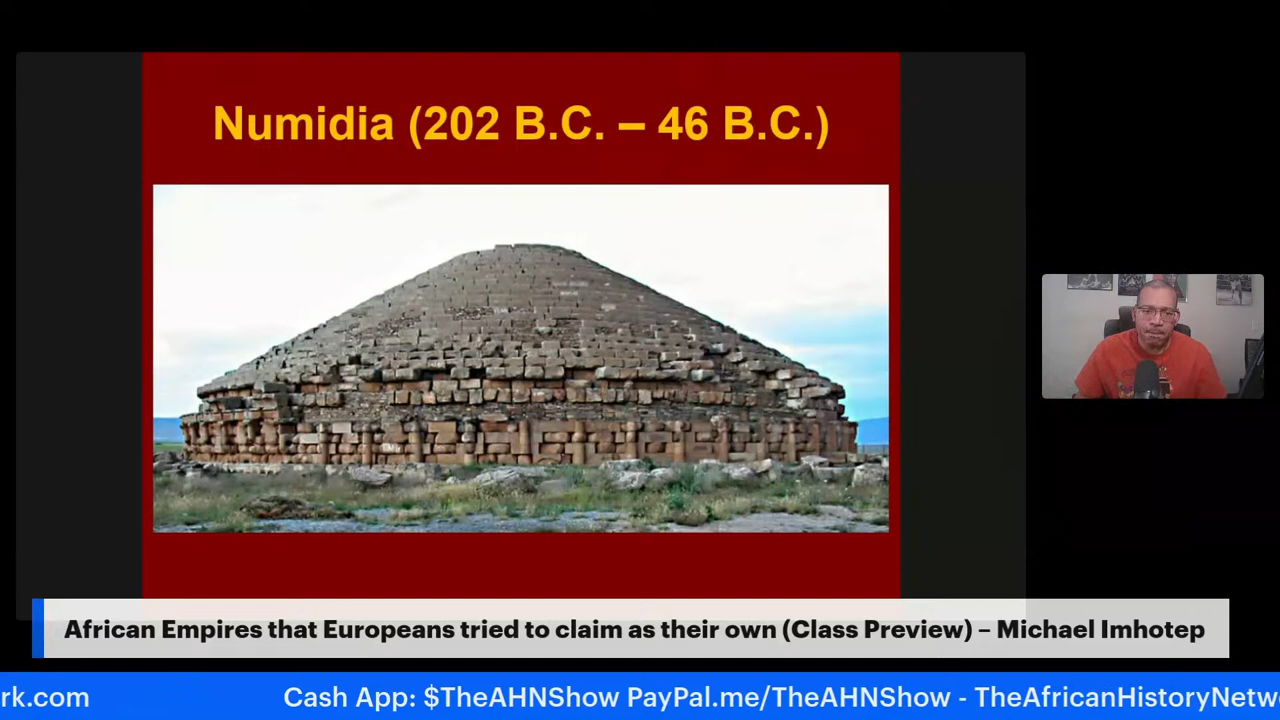 Numidia (202 B.C. – 46 B.C.)
African Empires that Europeans tried to claim as their own (Class Preview) – Michael Imhotep
rk.com Cash App: $TheAHNShow PayPal.me/TheAHNShow - TheAfricanHistoryNetw